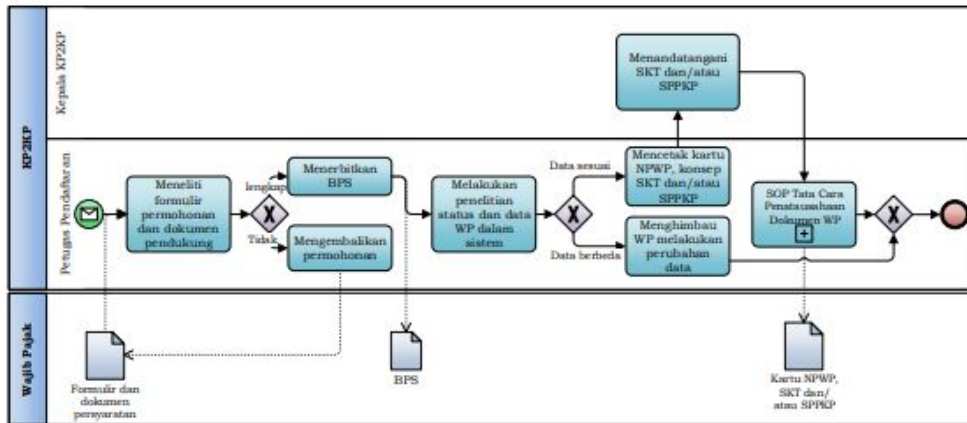 KP2KP
Kepala KP2KP
Menandatangani
SKT dan/atau
SPPKP
Petugas Pendaftaran
Meneliti
formulir
permohonan
dan dokumen
pendukung
lengkap
Tidak
Menerbitkan
BPS
Mengembalikan
permohonan
Melakukan
penelitian
status dan data
WP dalam
sistem
Data sesuai
Data berbeda
Mencetak kartu
NPWP, konsep
SKT dan/atau
SPPKP
Menghimbau
WP melakukan
perubahan
data
SOP Tata Cara
Penatausahaan
Dokumen WP
Wajib Pajak
Formulir dan
dokumen
persyaratan
BPS
Kartu NPWP,
SKT dan/
atau SPPKP